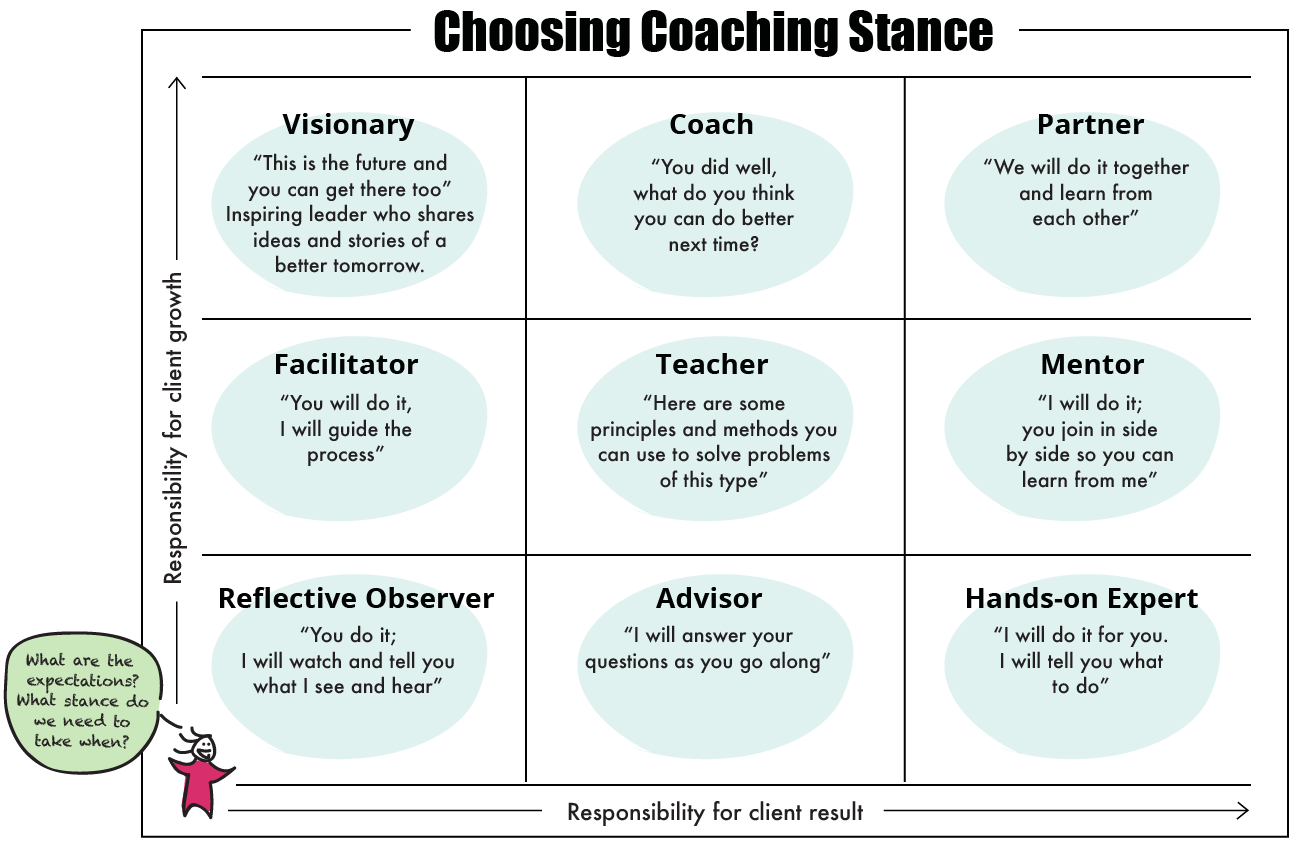 Choosing Coaching Stance
Responsibility for client growth
Visionary
“This is the future and
you can get there too”
Inspiring leader who shares
ideas and stories of a
better tomorrow.
Coach
“You did well,
what do you think
you can do better
next time?
Partner
“We will do it together
and learn from
each other”
Facilitator
“You will do it,
I will guide the
process”
Teacher
“Here are some
principles and methods you
can use to solve problems
of this type”
Mentor
“I will do it;
you join in side
by side so you can
learn from me”
Reflective Observer
“You do it;
I will watch and tell you
what I see and hear”
Advisor
“I will answer your
questions as you go along”
Hands-on Expert
“I will do it for you.
I will tell you what
to do”
What are the
expectations?
What stance do
we need to
take when?
Responsibility for client result